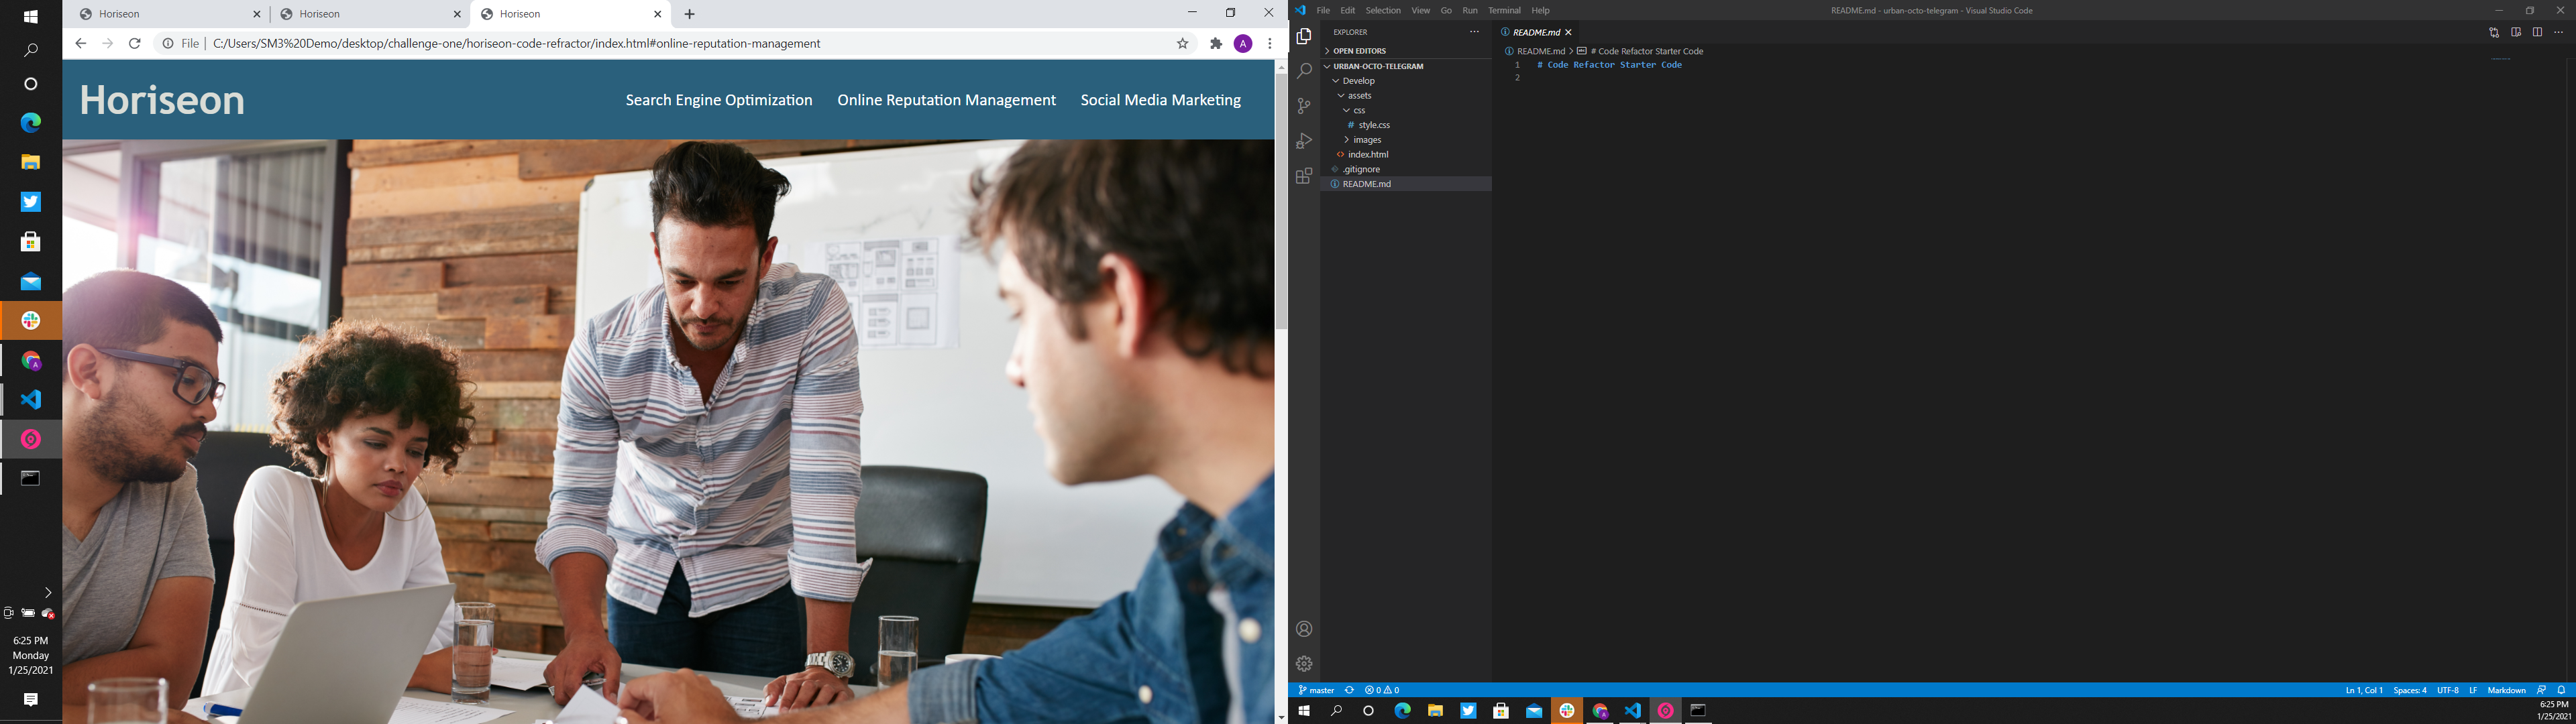 Horiseon
Horiseon
Horiseon
File
C:/Users/SM3%20Demo/desktop/challenge-one/horiseon-code-refractor/index.html#online-reputation-management
A
Horiseon
Search Engine Optimization
Online Reputation Management
Social Media Marketing
6:25 PM
Monday
1/25/2021
File Edit Selection View Go Run Terminal Help
README.md - urban-octo-telegram - Visual Studio Code
EXPLORER
OPEN EDITORS
URBAN-OCTO-TELEGRAM
Develop
assets
css
# style.css
images
index.html
.gitignore
README.md
README.md
README.md > # Code Refactor Starter Code
1 # Code Refactor Starter Code
2
master
0 0
Ln 1, Col 1 Spaces: 4 UTF-8 LF Markdown
6:25 PM
1/25/2021